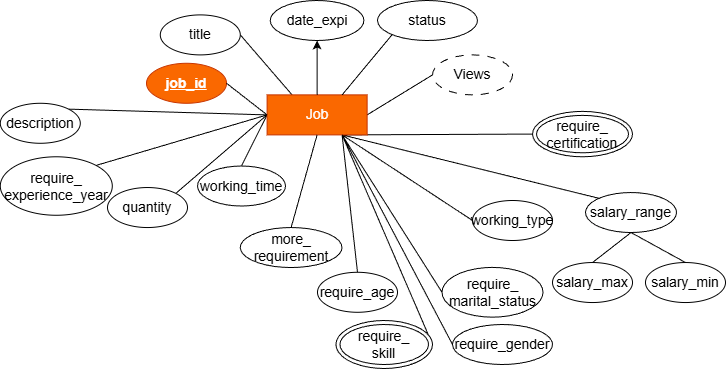 date_expi
status
title
Views
job_id
Job
description
require_
certification
require_
experience_year
working_time
quantity
working_type
salary_range
more_
requirement
require_age
require_
marital_status
salary_max
salary_min
require_
skill
require_gender